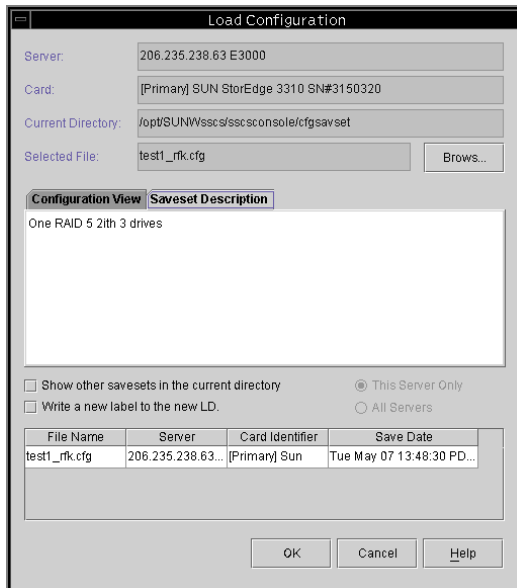 Load Configuration
Server: 206.235.238.63 E3000
Card: [Primary] SUN StorEdge 3310 SN#3150320
Current Directory: /opt/SUNWsscs/sscsconsole/cfgsavset
Selected File: test1_rfk.cfg Brows...
Configuration View Saveset Description
One RAID 5 2ith 3 drives
Show other savesets in the current directory This Server Only
Write a new label to the new LD. All Servers
File Name Server Card Identifier Save Date
test1_rfk.cfg 206.235.238.63... [Primary] Sun Tue May 07 13:48:30 PD...
OK Cancel Help